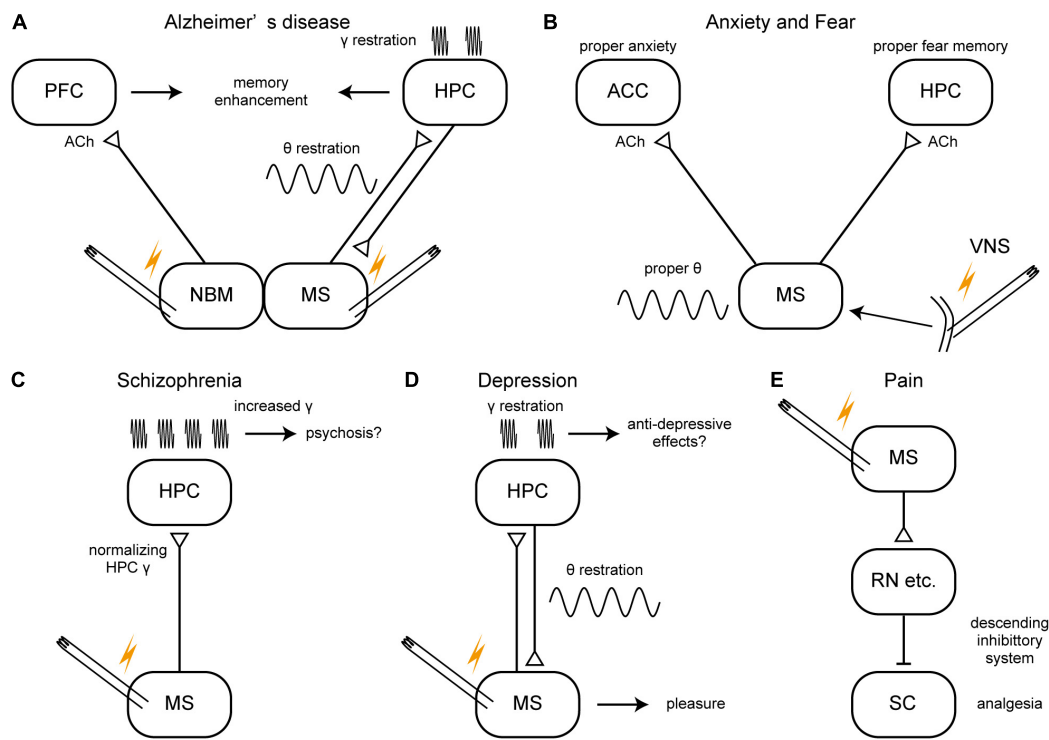 A
Alzheimer’ s disease
γ restration
PFC
memory
enhancement
HPC
ACh
θ restration
NBM
MS
B
Anxiety and Fear
proper anxiety
proper fear memory
ACC
HPC
ACh
ACh
VNS
proper θ
MS
C
Schizophrenia
increased γ
psychosis?
HPC
normalizing
HPC γ
MS
D
Depression
γ restration
anti-depressive
effects?
HPC
θ restration
MS
pleasure
E
Pain
MS
RN etc.
descending
inhibittory
system
SC
analgesia